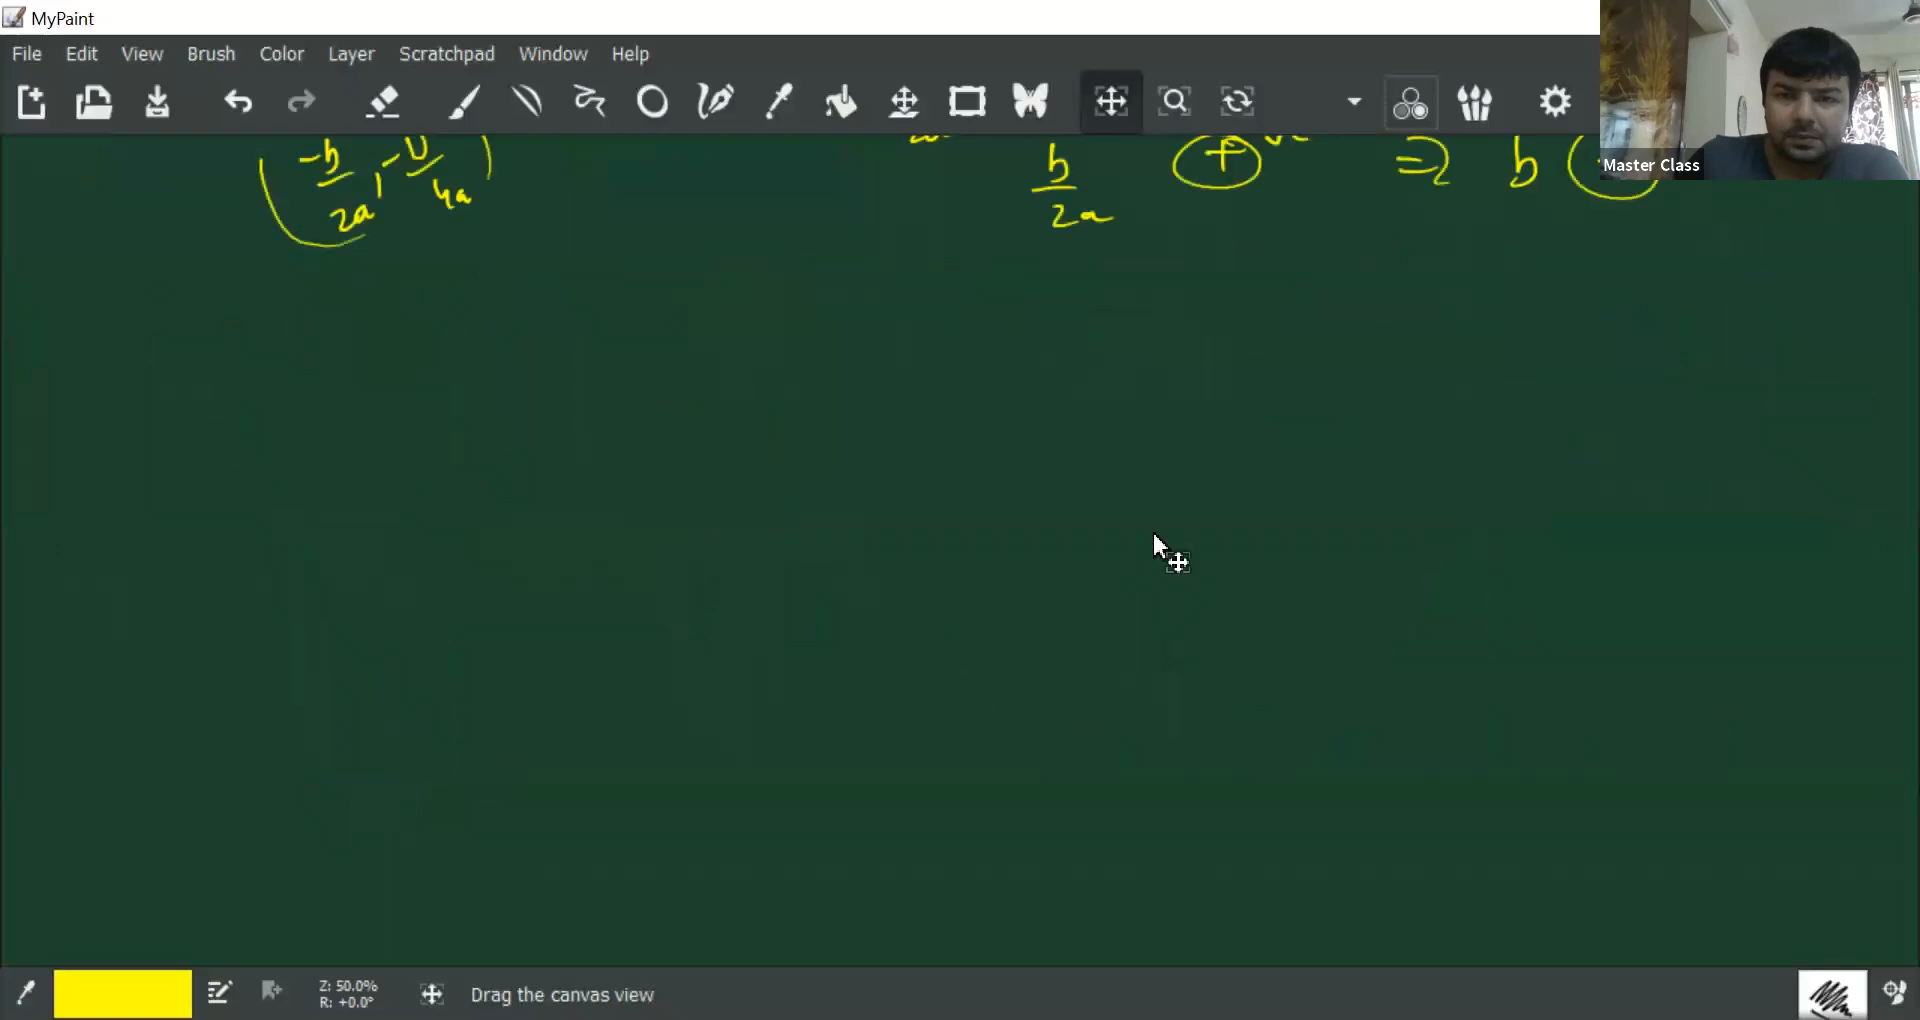 MyPaint
File Edit View Brush Color Layer Scratchpad Window Help
Master Class
(-b/2a, -D/4a)
b/2a + => b
Z: 50.0%
R: +0.0°
Drag the canvas view